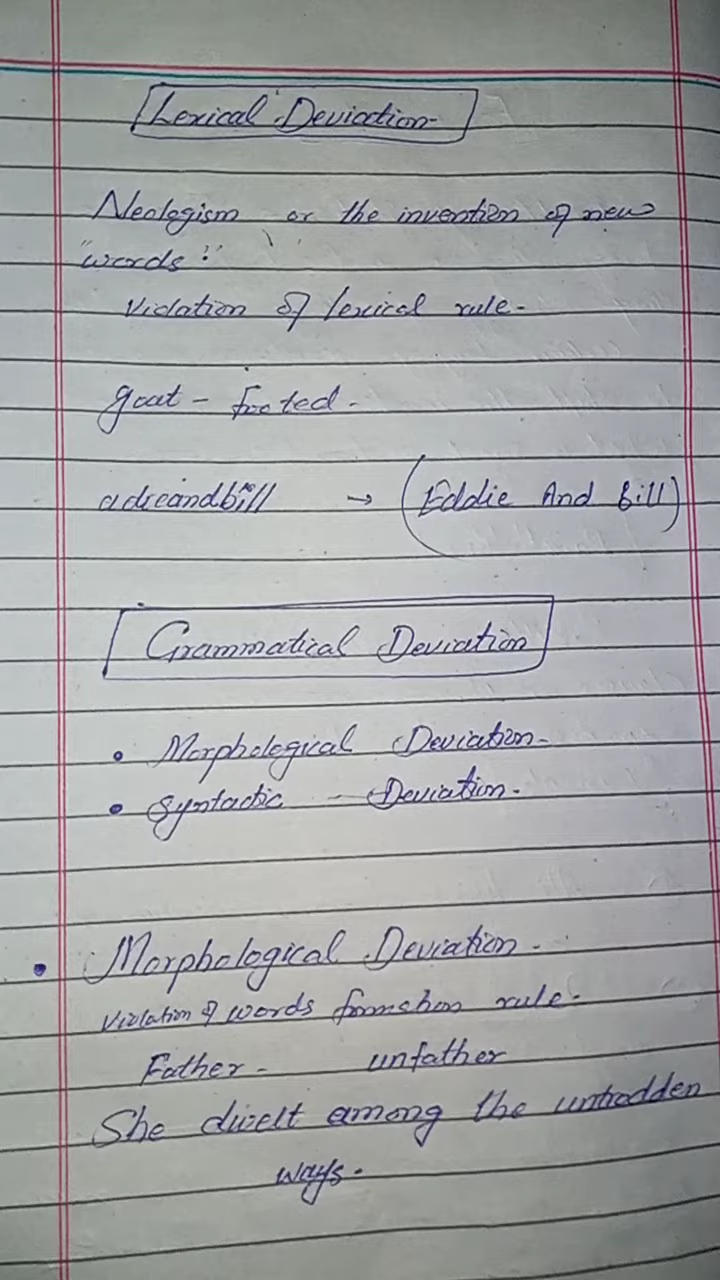 Lexical Deviation
Neologism or the invention of new
"words"
Violation of lexical rule.
goat - footed.
edieandbill → (Eddie And Bill)
Grammatical Deviation
• Morphological Deviation.
• Syntactic - Deviation.
• Morphological Deviation.
Violation of words formation rule.
Father - unfather
She dwelt among the untrodden
ways.